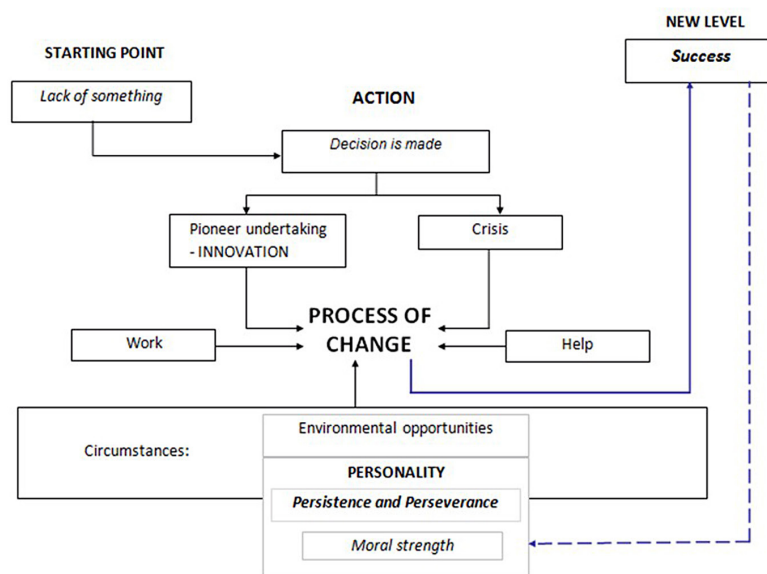 NEW LEVEL
Success
STARTING POINT
Lack of something
ACTION
Decision is made
Pioneer undertaking
- INNOVATION
Crisis
PROCESS OF
CHANGE
Work
Help
Environmental opportunities
Circumstances:
PERSONALITY
Persistence and Perseverance
Moral strength